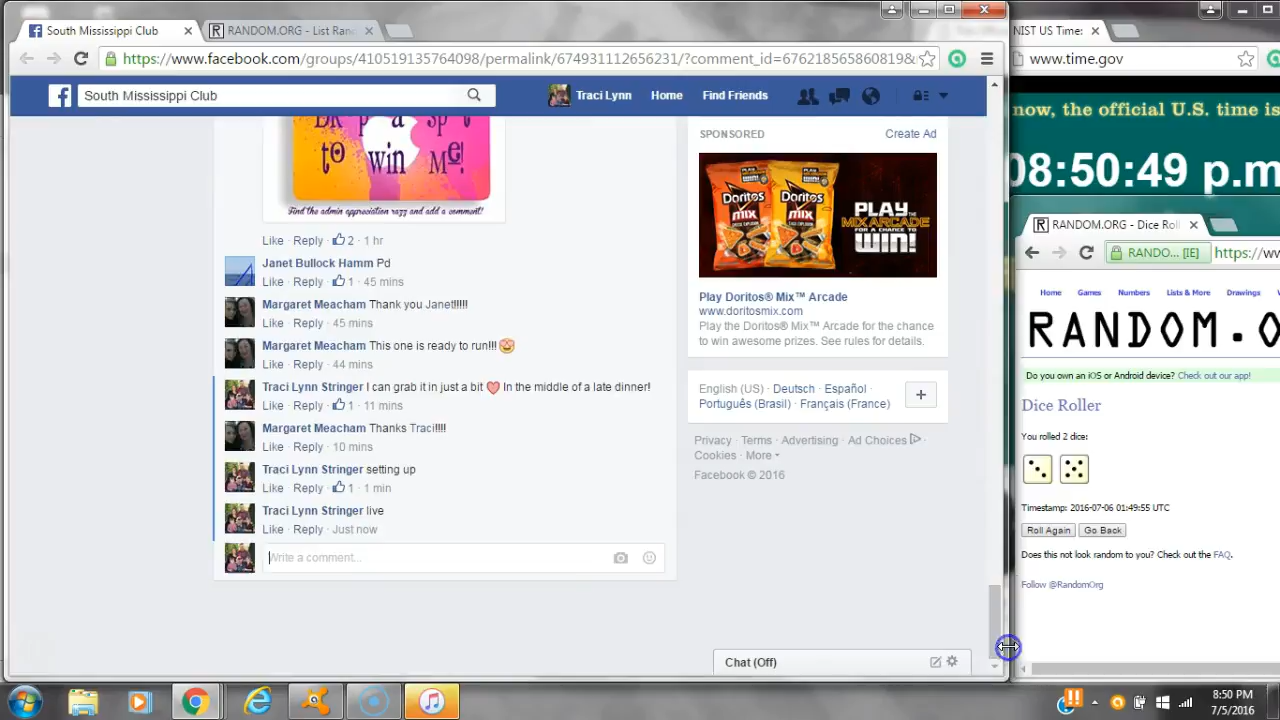 South Mississippi Club
RANDOM.ORG - List Ran
NIST US Time:
https://www.facebook.com/groups/410519135764098/permalink/674931112656231/?comment_id=676218565860819&
www.time.gov
South Mississippi Club
Traci Lynn
Home
Find Friends
now, the official U.S. time is
08:50:49 p.m
to win Me!
Find the admin appreciation razz and add a comment!
Like · Reply · 2 · 1 hr
Janet Bullock Hamm Pd
Like · Reply · 1 · 45 mins
Margaret Meacham Thank you Janet!!!!!
Like · Reply · 45 mins
Margaret Meacham This one is ready to run!!!
Like · Reply · 44 mins
Traci Lynn Stringer I can grab it in just a bit In the middle of a late dinner!
Like · Reply · 1 · 11 mins
Margaret Meacham Thanks Traci!!!!
Like · Reply · 10 mins
Traci Lynn Stringer setting up
Like · Reply · 1 · 1 min
Traci Lynn Stringer live
Like · Reply · Just now
Write a comment...
SPONSORED
Create Ad
Doritos
MIX
Doritos
MIX
PLAY
THE
MIX ARCADE
FOR A CHANCE
TO WIN!
Play Doritos® Mix™ Arcade
www.doritosmix.com
Play the Doritos® Mix™ Arcade for the chance
to win awesome prizes. See rules for details.
English (US) · Deutsch · Español ·
Português (Brasil) · Français (France)
Privacy · Terms · Advertising · Ad Choices ·
Cookies · More
Facebook © 2016
Chat (Off)
RANDOM.ORG - Dice Roll
RANDO... [IE]
https://ww
Home
Games
Numbers
Lists & More
Drawings
RANDOM.O
Do you own an iOS or Android device? Check out our app!
Dice Roller
You rolled 2 dice:
Timestamp: 2016-07-06 01:49:55 UTC
Roll Again
Go Back
Does this not look random to you? Check out the FAQ.
Follow @RandomOrg
8:50 PM
7/5/2016